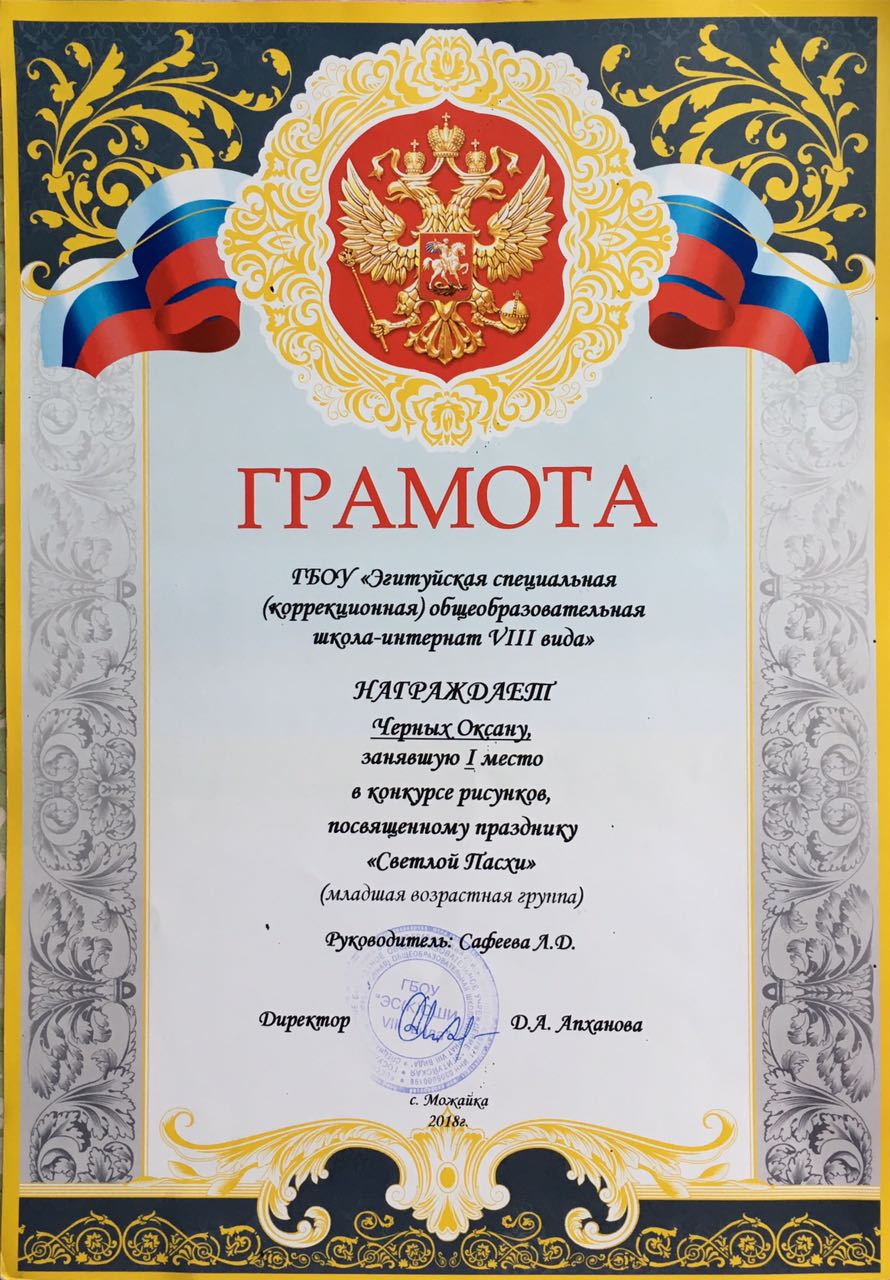 ГРАМОТА
ГБОУ «Эгитуйская специальная
(коррекционная) общеобразовательная
школа-интернат VIII вида»
НАГРАЖДАЕТ
Черных Оксану,
занявшую I место
в конкурсе рисунков,
посвященному празднику
«Светлой Пасхи»
(младшая возрастная группа)
Руководитель: Сафеева Л.Д.
ГБОУ
Директор
Д.А. Апханова
с. Можайка
2018г.